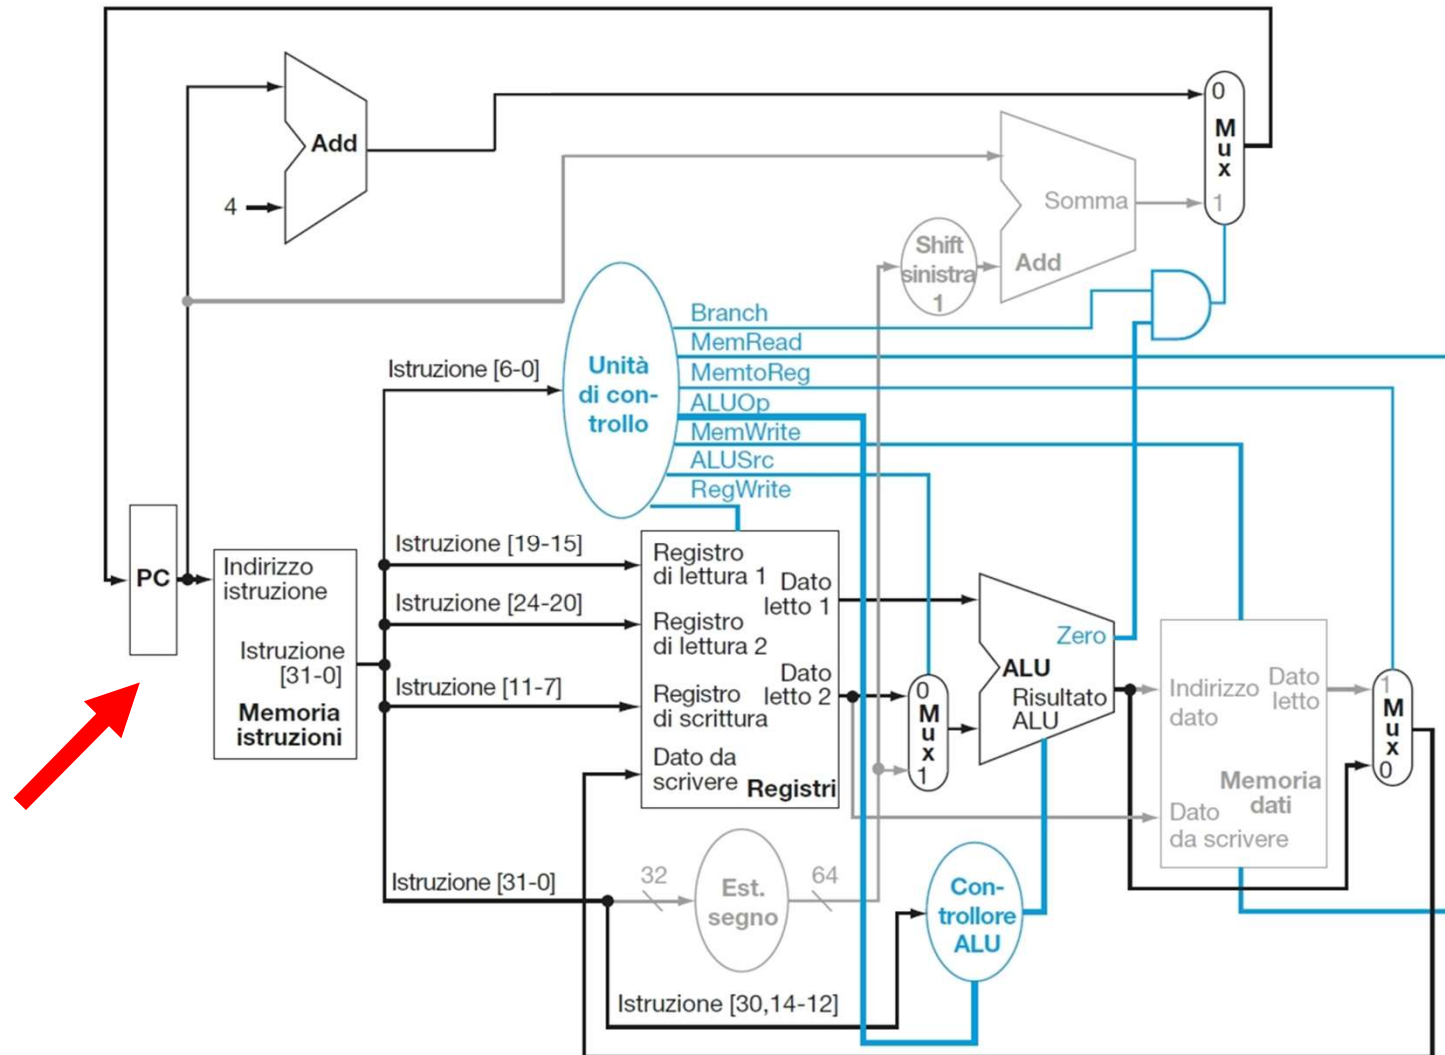 Add
4
0
M
u
x
1
Somma
Add
Shift
sinistra
1
Branch
MemRead
MemtoReg
ALUOp
MemWrite
ALUSrc
RegWrite
Unità
di con-
trollo
Istruzione [6-0]
PC
Indirizzo
istruzione
Istruzione
[31-0]
Memoria
istruzioni
Istruzione [19-15]
Istruzione [24-20]
Istruzione [11-7]
Istruzione [31-0]
Registro
di lettura 1
Registro
di lettura 2
Registro
di scrittura
Dato da
scrivere
Registri
Dato
letto 1
Dato
letto 2
0
M
u
x
1
Zero
ALU
Risultato
ALU
Indirizzo
dato
Dato
letto
Memoria
dati
Dato
da scrivere
1
M
u
x
0
32
Est.
segno
64
Con-
trollore
ALU
Istruzione [30,14-12]